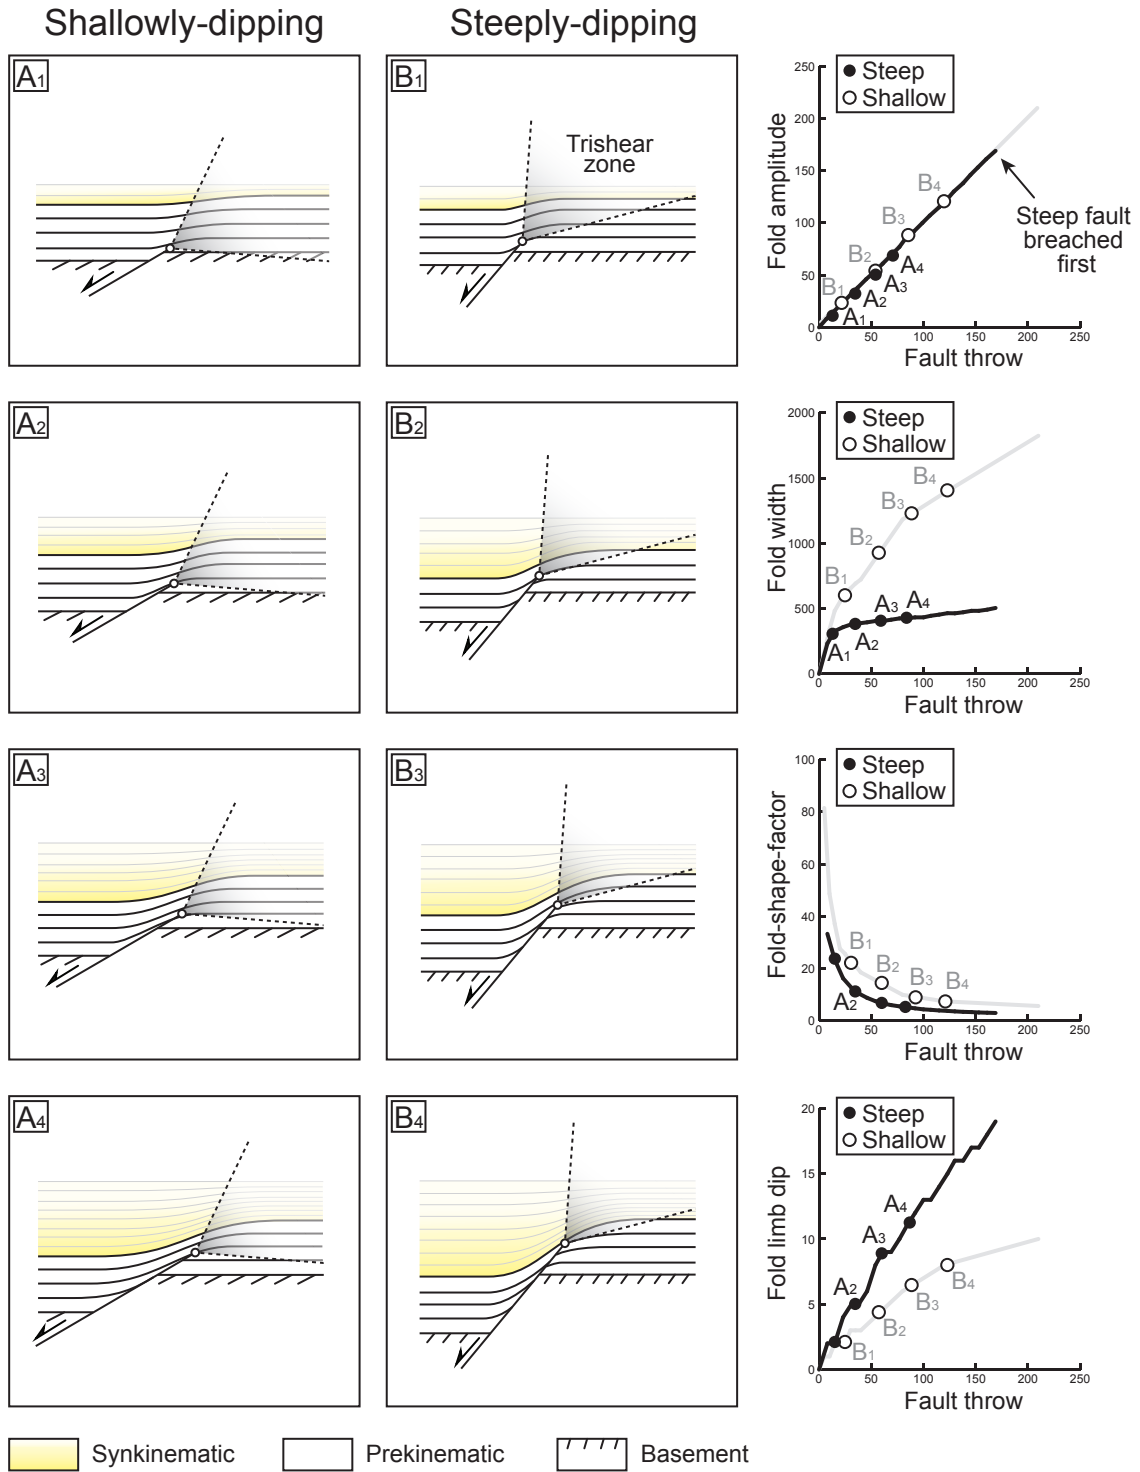 Shallowly-dipping
Steeply-dipping
A1
B1
Trishear
zone
Steep
Shallow
250
200
150
100
50
0
Fold amplitude
B4
B3
B2
B1
A4
A3
A2
A1
Steep fault
breached
first
0 50 100 150 200 250
Fault throw
A2
B2
Steep
Shallow
2000
1500
1000
500
0
Fold width
B4
B3
B2
B1
A3 A4
A1 A2
0 50 100 150 200 250
Fault throw
A3
B3
Steep
Shallow
100
80
60
40
20
0
Fold-shape-factor
B1
B2
B3 B4
A2
0 50 100 150 200 250
Fault throw
A4
B4
Steep
Shallow
20
15
10
5
0
Fold limb dip
A4
A3
A2
B4
B3
B2
B1
0 50 100 150 200 250
Fault throw
Synkinematic
Prekinematic
Basement